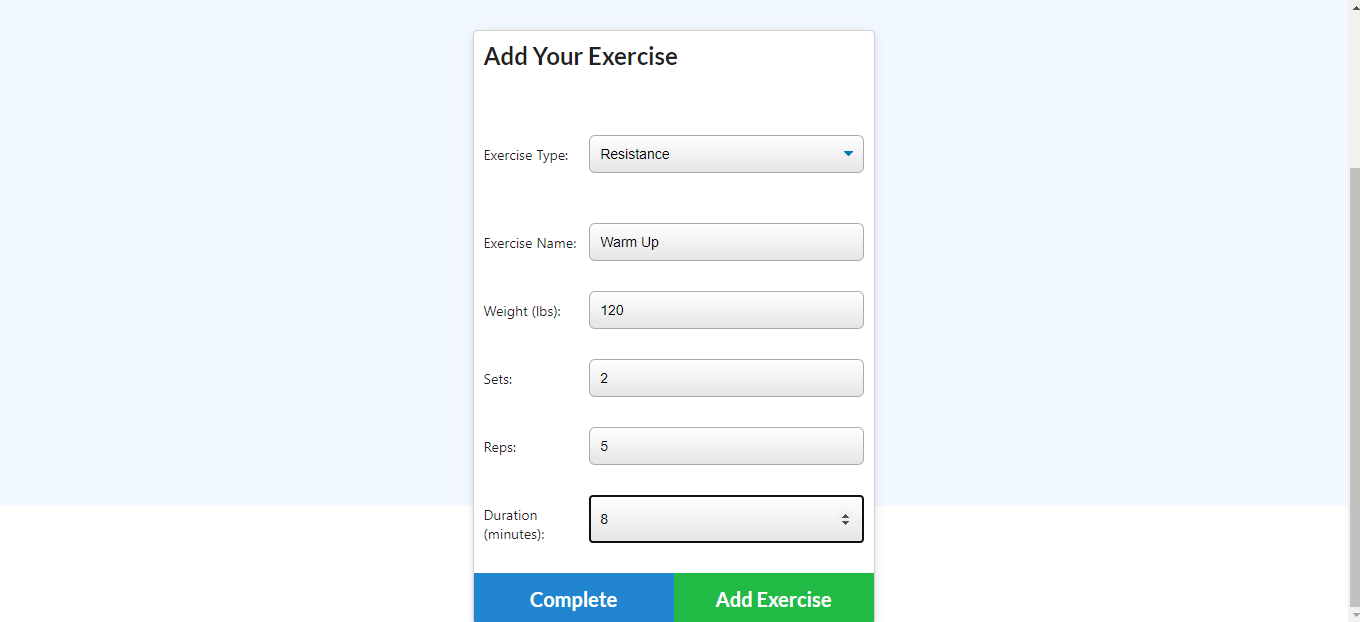 Add Your Exercise
Exercise Type: Resistance
Exercise Name: Warm Up
Weight (lbs): 120
Sets: 2
Reps: 5
Duration
(minutes): 8
Complete Add Exercise